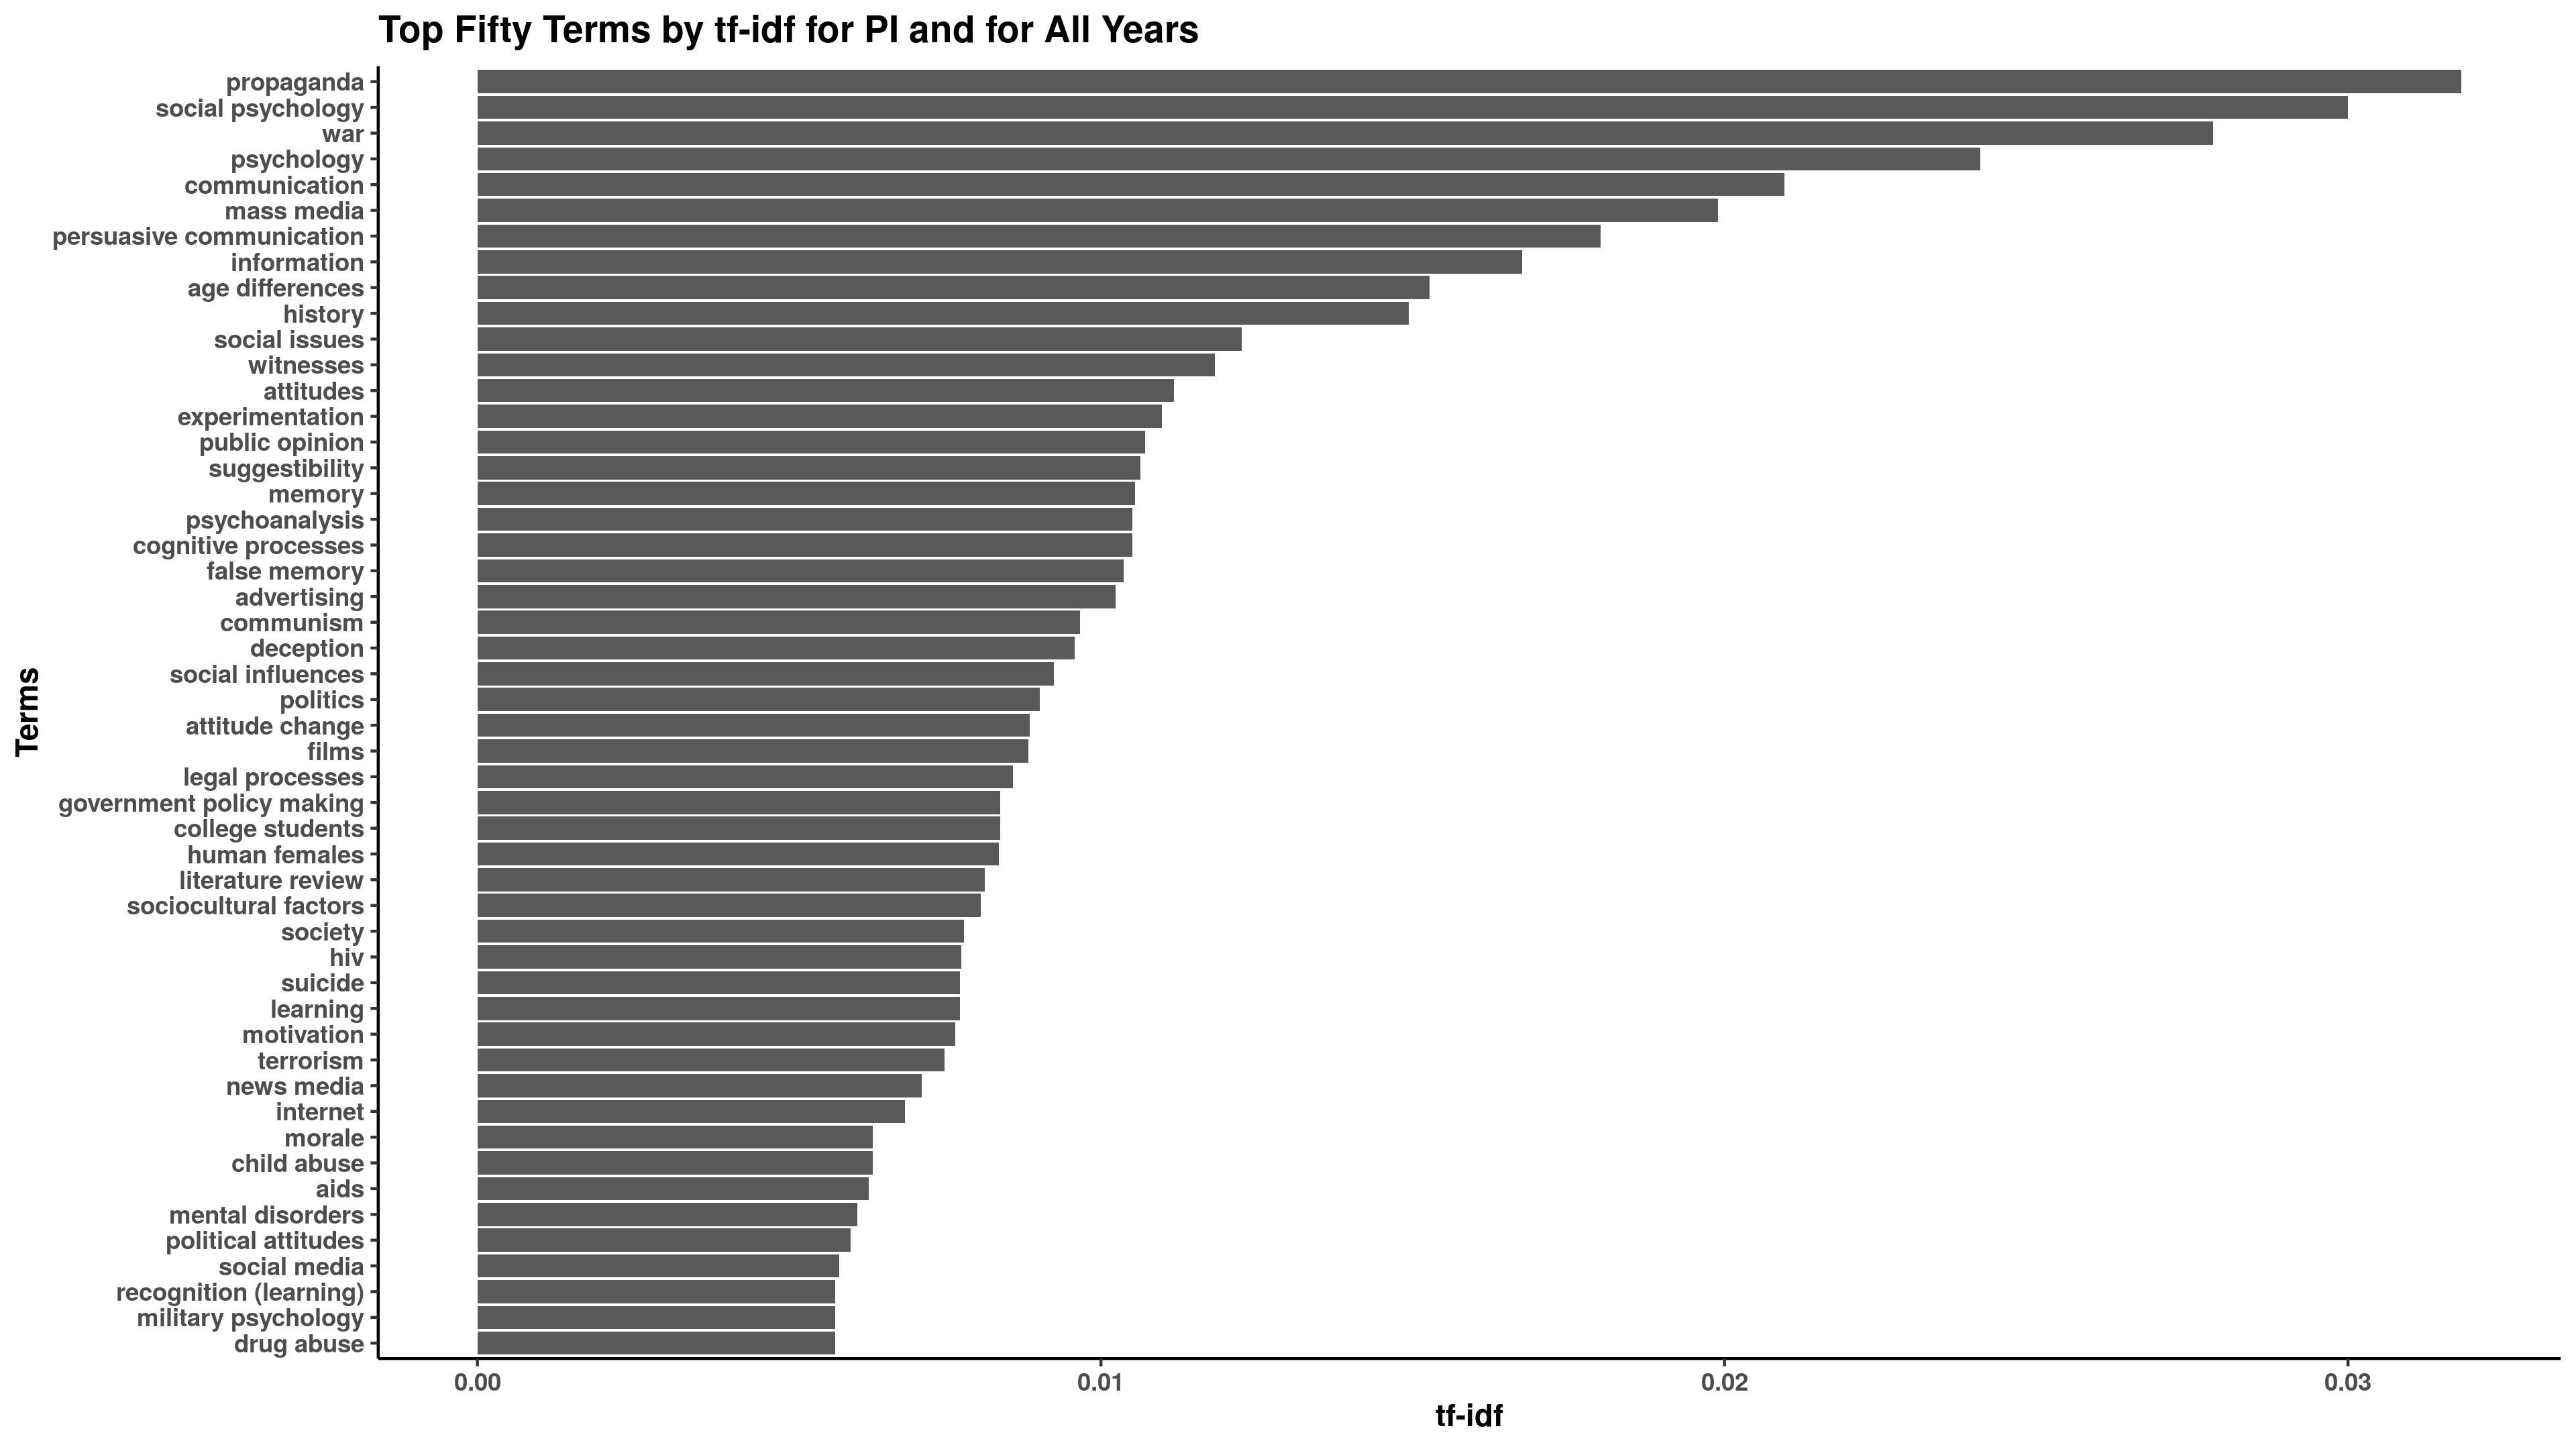 Top Fifty Terms by tf-idf for PI and for All Years
propaganda
social psychology
war
psychology
communication
mass media
persuasive communication
information
age differences
history
social issues
witnesses
attitudes
experimentation
public opinion
suggestibility
memory
psychoanalysis
cognitive processes
false memory
advertising
communism
deception
social influences
politics
attitude change
films
legal processes
government policy making
college students
human females
literature review
sociocultural factors
society
hiv
suicide
learning
motivation
terrorism
news media
internet
morale
child abuse
aids
mental disorders
political attitudes
social media
recognition (learning)
military psychology
drug abuse
Terms
0.00 0.01 0.02 0.03
tf-idf